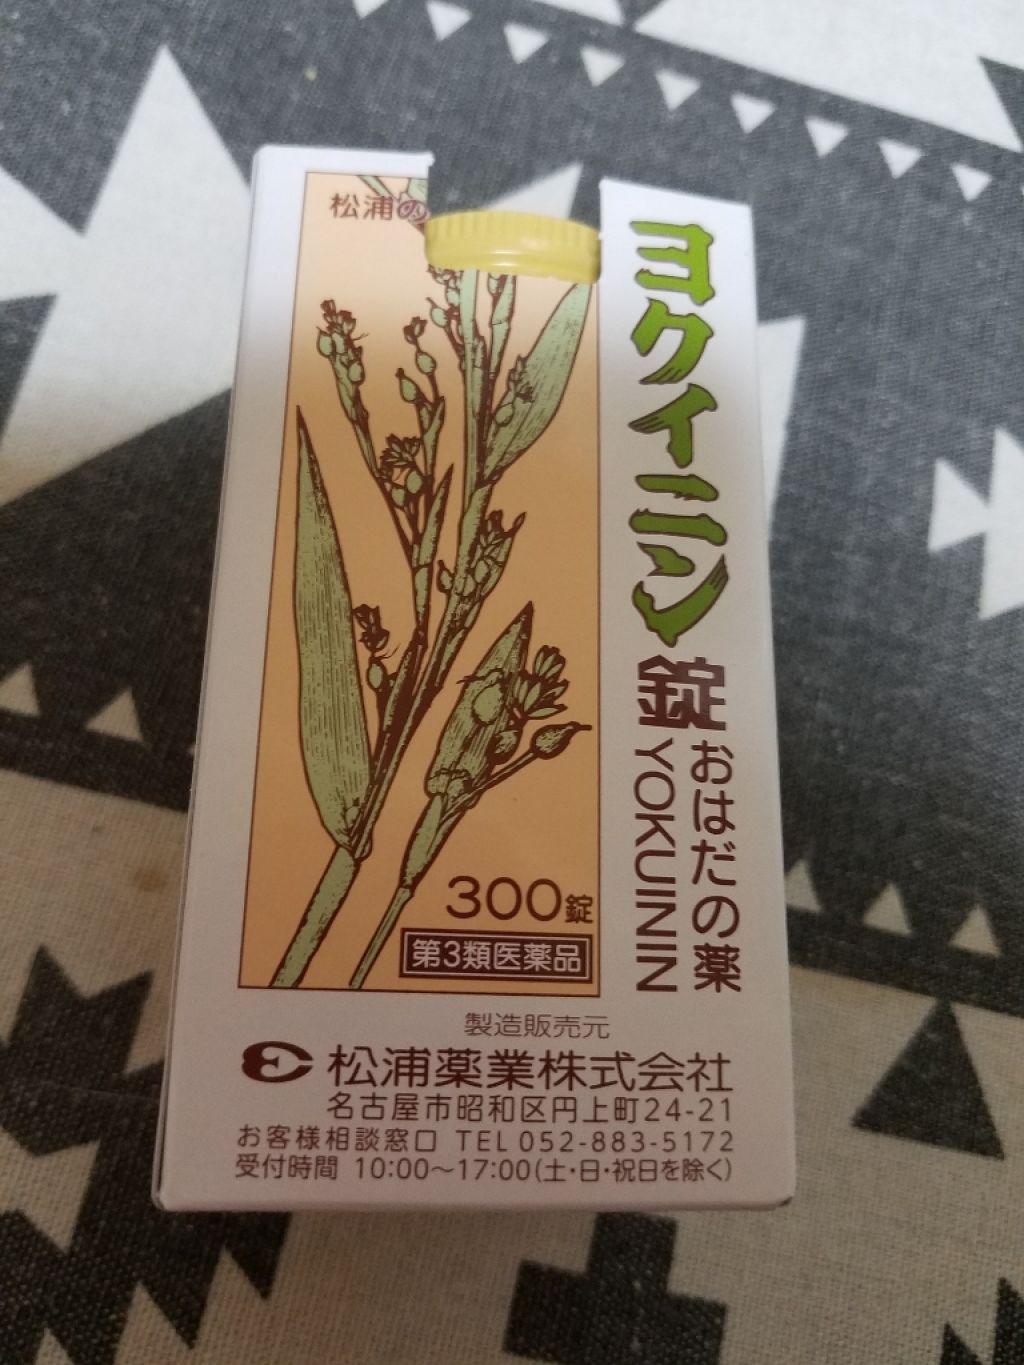 松浦の
ヨクイニン錠
おはだの薬
YOKUININ
300錠
第3類医薬品
製造販売元
松浦薬業株式会社
名古屋市昭和区円上町24-21
お客様相談窓口 TEL 052-883-5172
受付時間 10:00～17:00(土・日・祝日を除く)